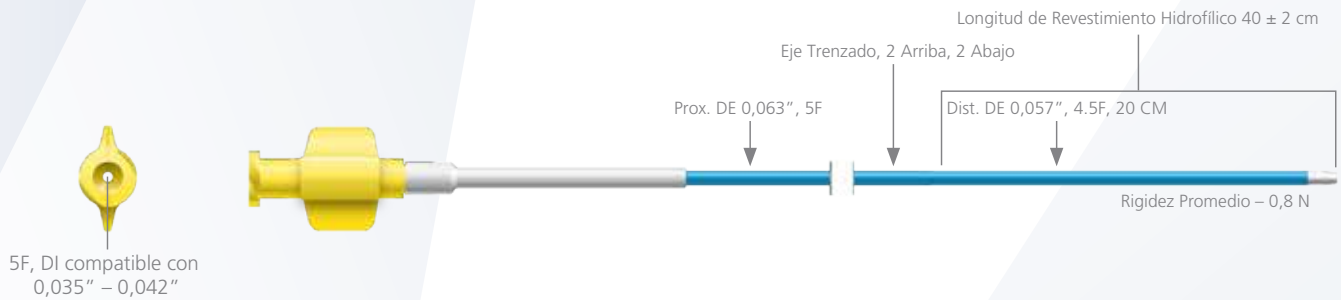 Longitud de Revestimiento Hidrofílico 40 ± 2 cm
Eje Trenzado, 2 Arriba, 2 Abajo
Prox. DE 0,063”, 5F
Dist. DE 0,057”, 4.5F, 20 CM
Rigidez Promedio – 0,8 N
5F, DI compatible con
0,035” – 0,042”